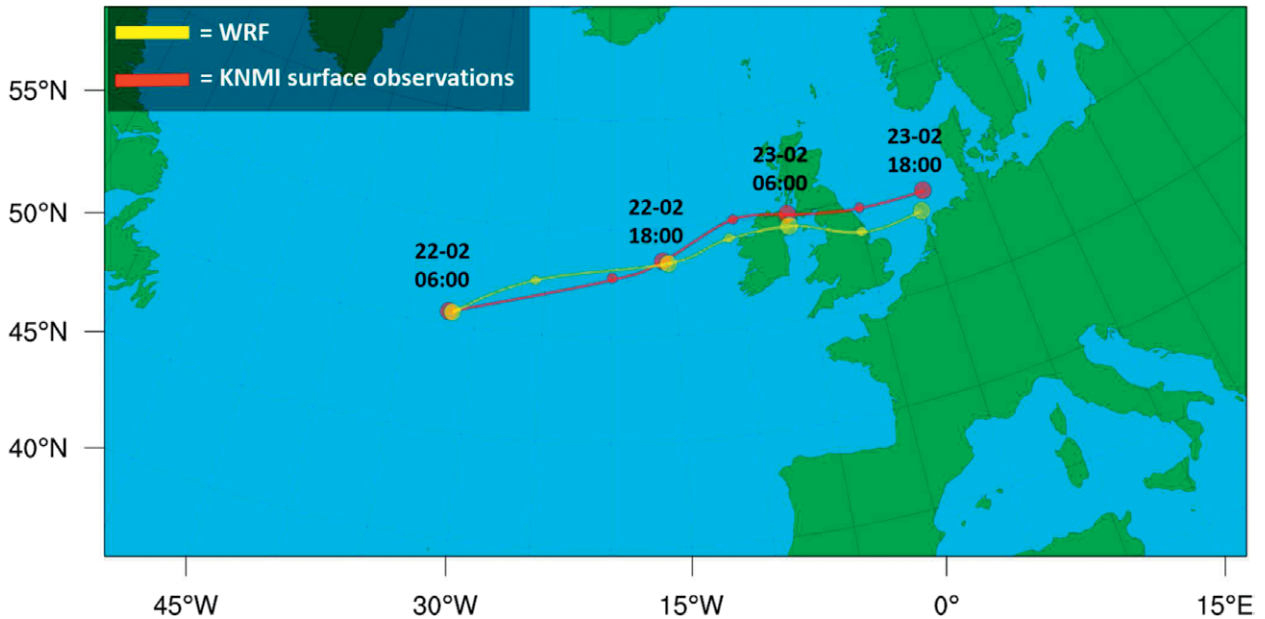 = WRF
= KNMI surface observations
55°N
50°N
45°N
40°N
22-02
06:00
22-02
18:00
23-02
06:00
23-02
18:00
45°W
30°W
15°W
0°
15°E